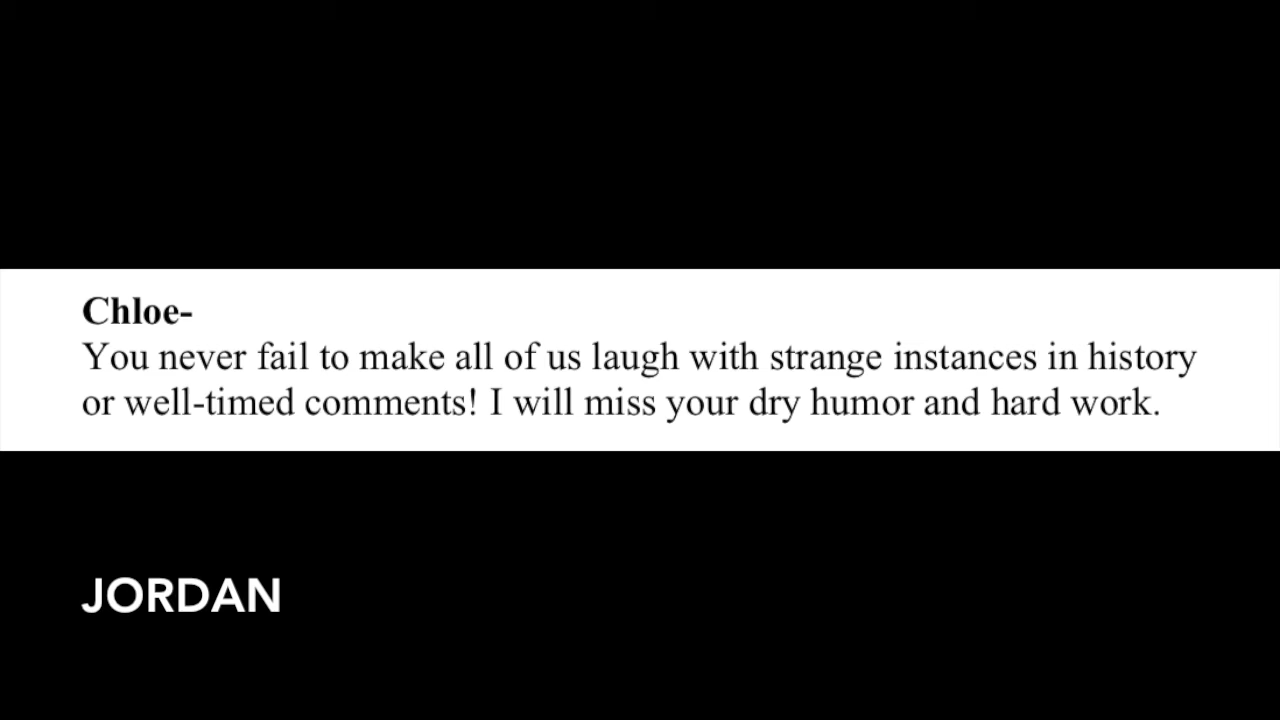 Chloe-
You never fail to make all of us laugh with strange instances in history
or well-timed comments! I will miss your dry humor and hard work.
JORDAN